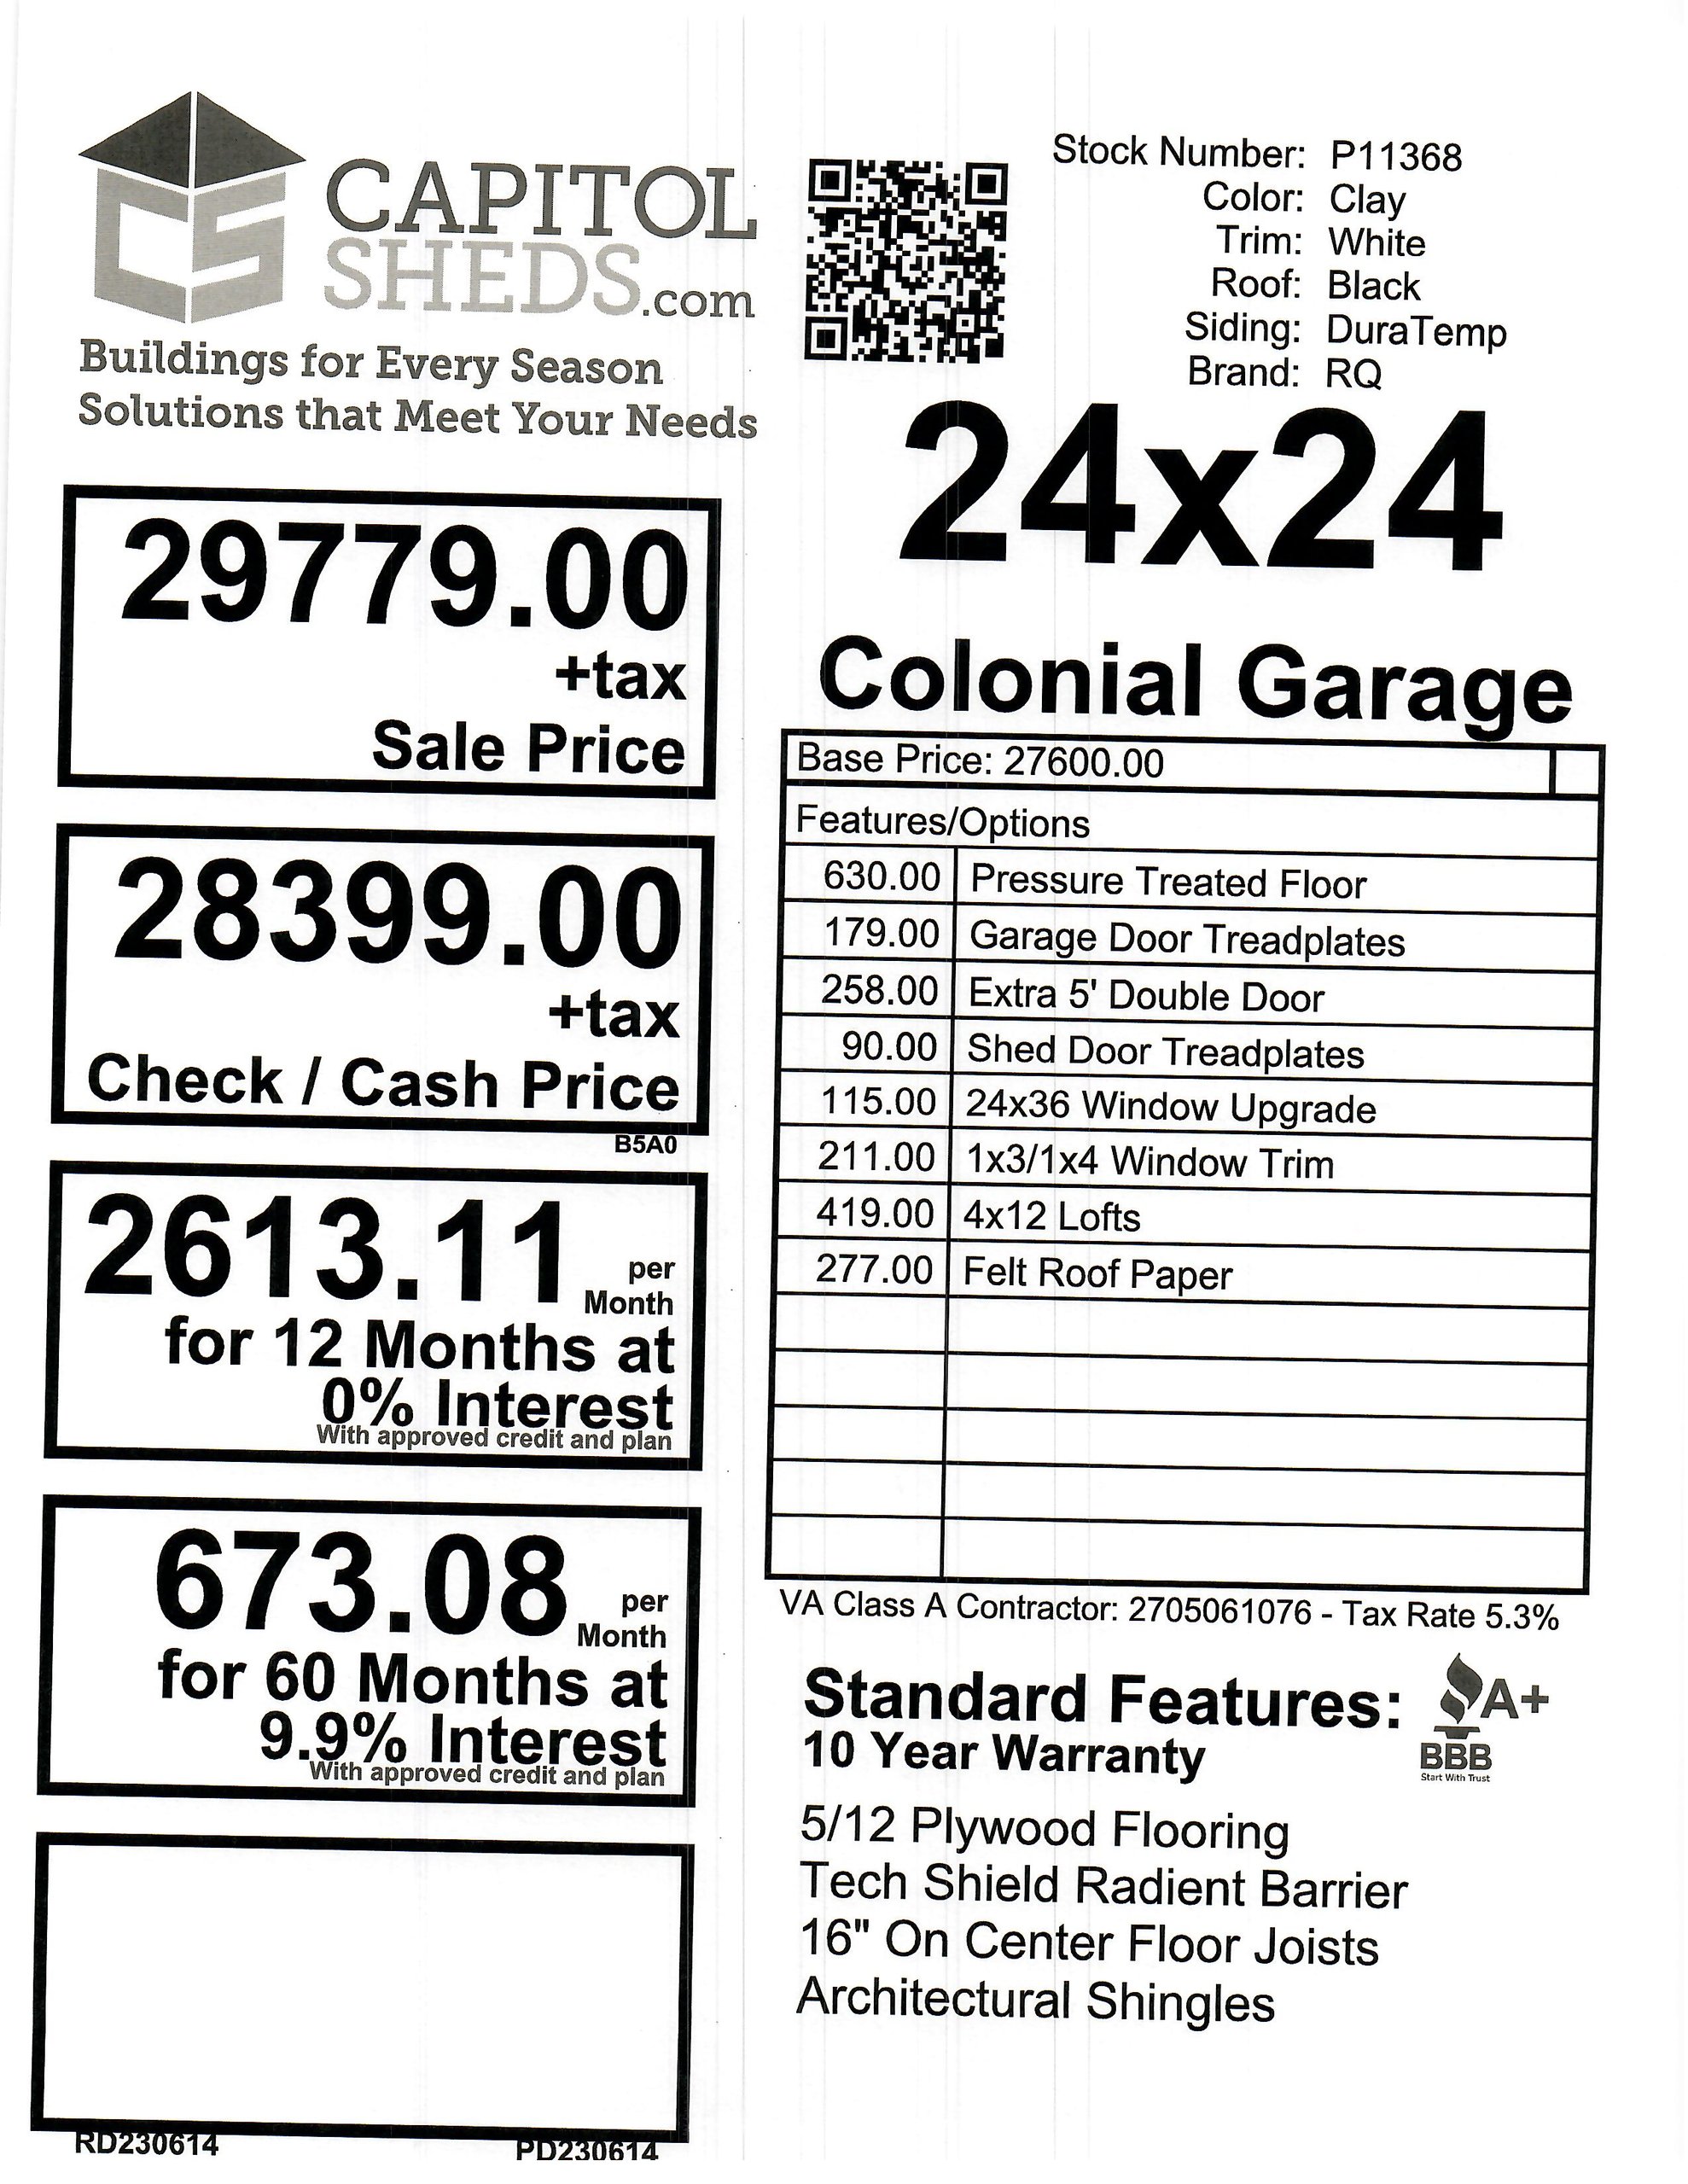 CAPITOL
SHEDS.com
Buildings for Every Season
Solutions that Meet Your Needs
Stock Number: P11368
Color: Clay
Trim: White
Roof: Black
Siding: DuraTemp
Brand: RQ
24x24
Colonial Garage
29779.00
+tax
Sale Price
28399.00
+tax
Check / Cash Price
B5A0
2613.11 per Month
for 12 Months at
0% Interest
With approved credit and plan
673.08 per Month
for 60 Months at
9.9% Interest
With approved credit and plan
RD230614
PD230614
Base Price: 27600.00
Features/Options
630.00 Pressure Treated Floor
179.00 Garage Door Treadplates
258.00 Extra 5' Double Door
90.00 Shed Door Treadplates
115.00 24x36 Window Upgrade
211.00 1x3/1x4 Window Trim
419.00 4x12 Lofts
277.00 Felt Roof Paper
VA Class A Contractor: 2705061076 - Tax Rate 5.3%
Standard Features:
10 Year Warranty
A+
BBB
Start With Trust
5/12 Plywood Flooring
Tech Shield Radient Barrier
16" On Center Floor Joists
Architectural Shingles